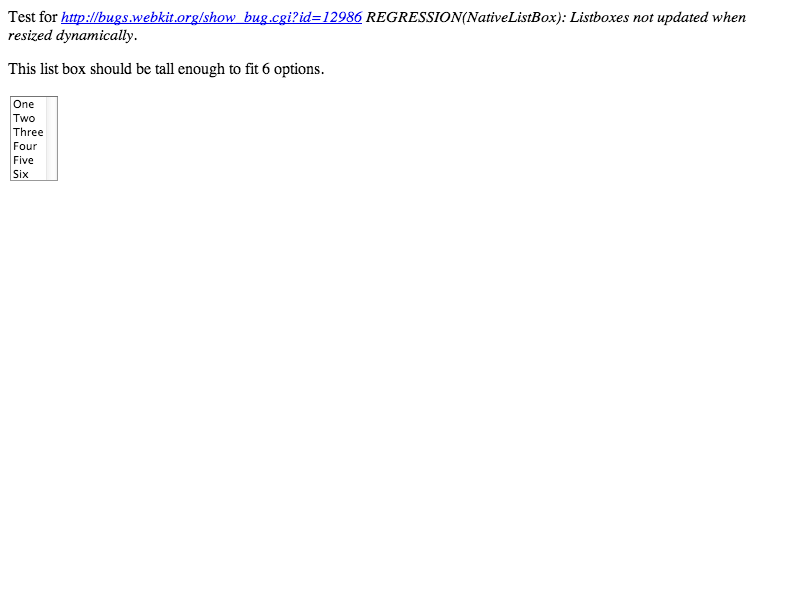 Test for http://bugs.webkit.org/show_bug.cgi?id=12986 REGRESSION(NativeListBox): Listboxes not updated when
resized dynamically.
This list box should be tall enough to fit 6 options.
One
Two
Three
Four
Five
Six